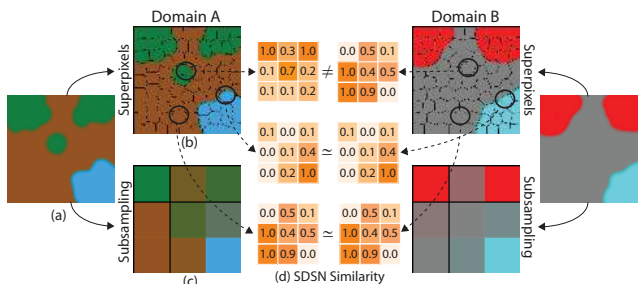 Domain A
Domain B
Superpixels
1.0 0.3 1.0
0.1 0.7 0.2
0.1 0.1 0.2
≠
0.0 0.5 0.1
1.0 0.4 0.5
1.0 0.9 0.0
Superpixels
(b)
0.1 0.0 0.1
0.0 0.1 0.4
0.0 0.2 1.0
≃
0.1 0.0 0.1
0.0 0.1 0.4
0.0 0.2 1.0
(a)
Subsampling
0.0 0.5 0.1
1.0 0.4 0.5
1.0 0.9 0.0
≃
0.0 0.5 0.1
1.0 0.4 0.5
1.0 0.9 0.0
Subsampling
(c)
(d) SDSN Similarity